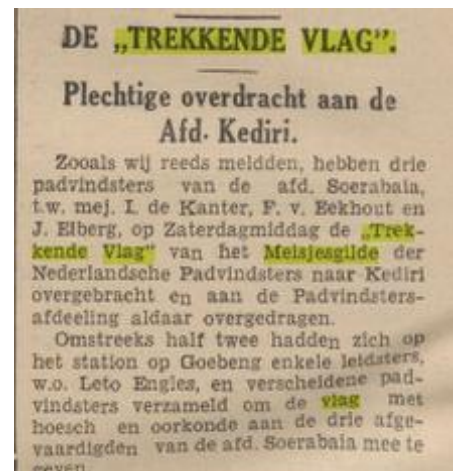 DE „TREKKENDE VLAG”.
Plechtige overdracht aan de
Afd. Kediri.
Zooals wij reeds meldden, hebben drie
padvindsters van de afd. Soerabaia,
t.w. mej. I. de Kanter, F. v. Eekhout en
J. Elberg, op Zaterdagmiddag de „Trek-
kende Vlag” van het Meisjesgilde der
Nederlandsche Padvindsters naar Kediri
overgebracht en aan de Padvindsters-
afdeeling aldaar overgedragen.
Omstreeks half twee hadden zich op
het station op Goebeng enkele leidsters,
w.o. Leto Engles, en verscheidene pad-
vindsters verzameld om de vlag met
hoesch en oorkonde aan de drie afge-
vaardigden van de afd. Soerabaia mee te
geven